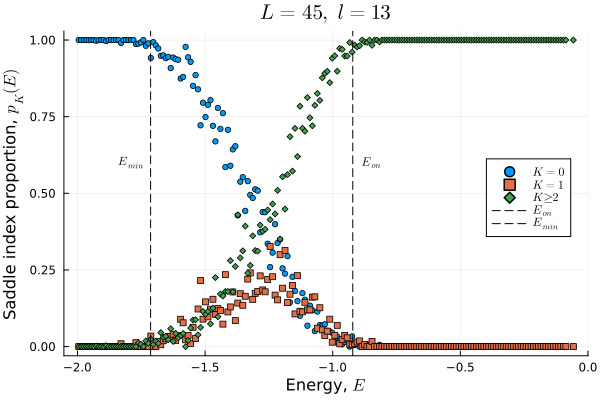 L = 45, l = 13
Saddle index proportion, p_K(E)
1.00
0.75
0.50
0.25
0.00
E_min
E_on
K = 0
K = 1
K ≥ 2
E_on
E_min
−2.0 −1.5 −1.0 −0.5 0.0
Energy, E